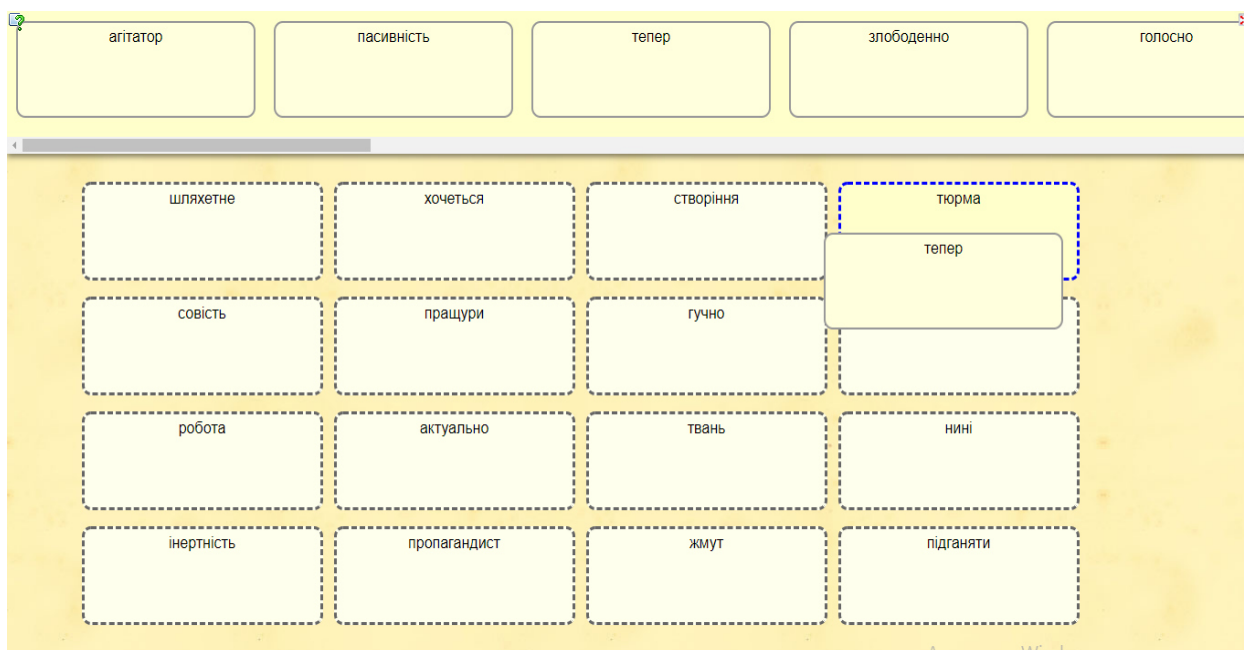 агітатор пасивність тепер злободенно голосно
шляхетне хочеться створіння тюрма
тепер
совість пращури гучно
робота актуально твань нині
інертність пропагандист жмут підганяти